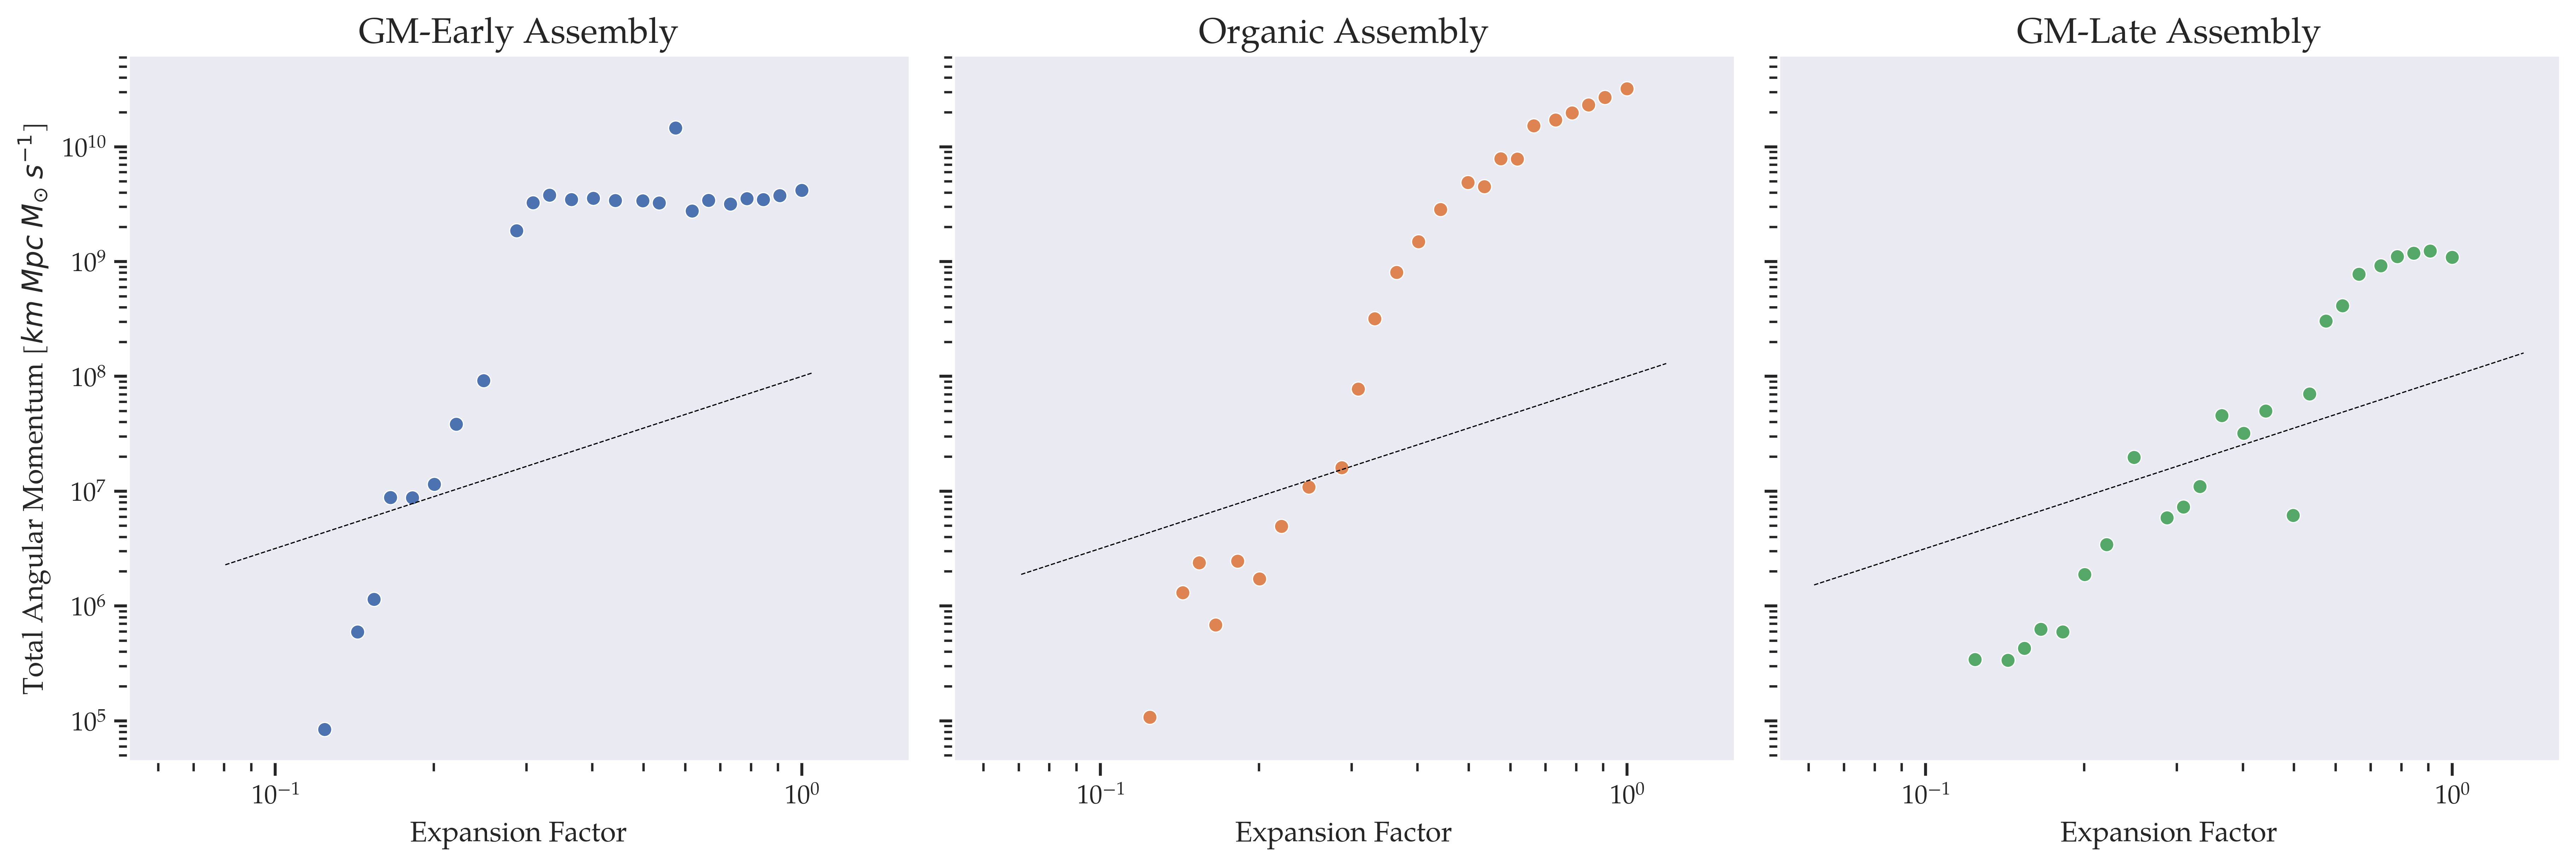 GM-Early Assembly
Organic Assembly
GM-Late Assembly
Total Angular Momentum [km Mpc M⊙ s⁻¹]
10¹⁰
10⁹
10⁸
10⁷
10⁶
10⁵
10⁻¹ 10⁰
10⁻¹ 10⁰
10⁻¹ 10⁰
Expansion Factor
Expansion Factor
Expansion Factor